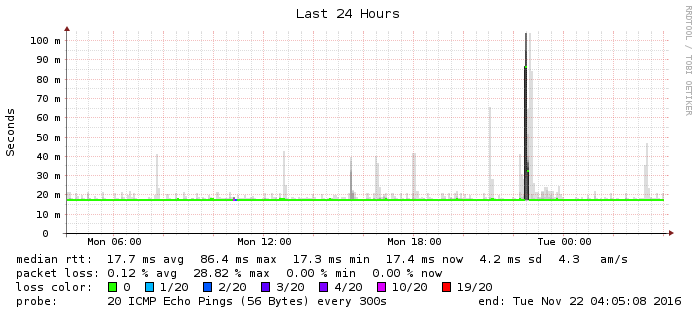 Last 24 Hours
RRDTOOL / TOBI OETIKER
Seconds
100 m
90 m
80 m
70 m
60 m
50 m
40 m
30 m
20 m
10 m
0
Mon 06:00 Mon 12:00 Mon 18:00 Tue 00:00
median rtt: 17.7 ms avg 86.4 ms max 17.3 ms min 17.4 ms now 4.2 ms sd 4.3 am/s
packet loss: 0.12 % avg 28.82 % max 0.00 % min 0.00 % now
loss color: 0 1/20 2/20 3/20 4/20 10/20 19/20
probe: 20 ICMP Echo Pings (56 Bytes) every 300s end: Tue Nov 22 04:05:08 2016